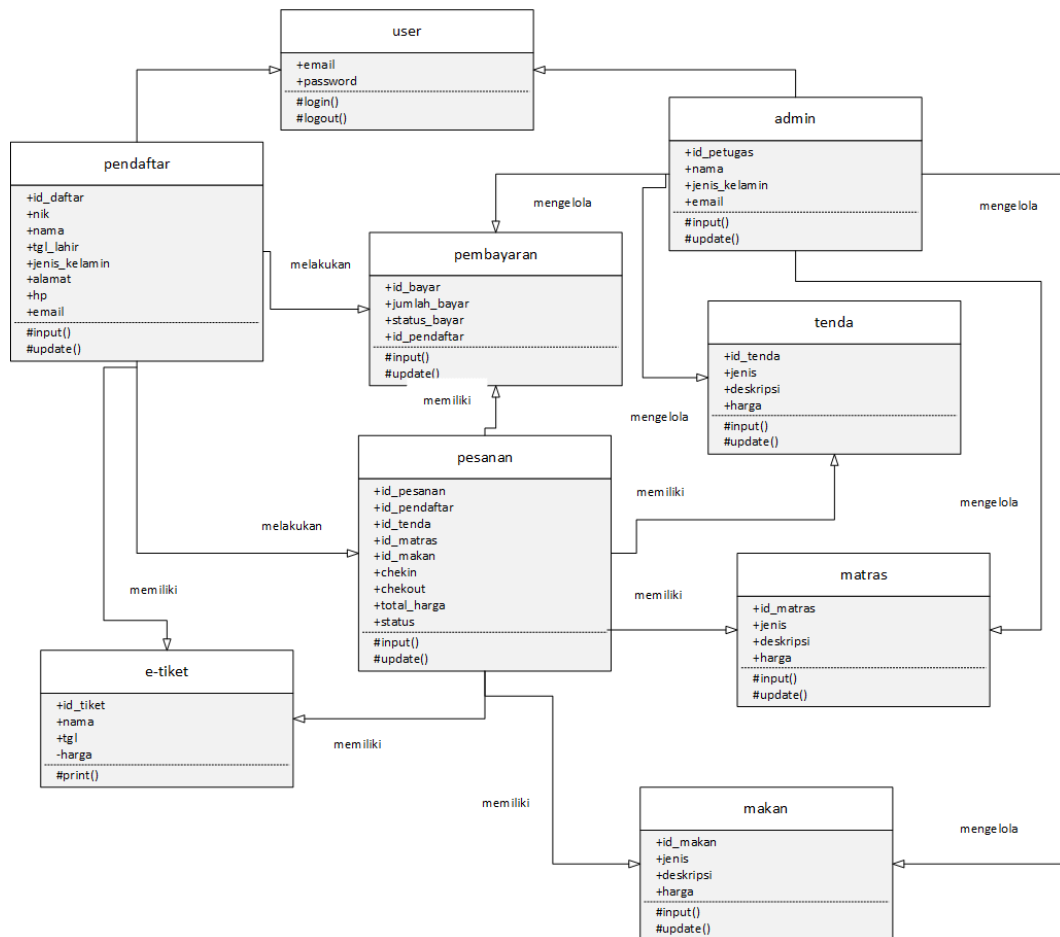 user
+email
+password
#login()
#logout()
admin
+id_petugas
+nama
+jenis_kelamin
+email
#input()
#update()
pendaftar
+id_daftar
+nik
+nama
+tgl_lahir
+jenis_kelamin
+alamat
+hp
+email
#input()
#update()
mengelola
mengelola
melakukan
pembayaran
+id_bayar
+jumlah_bayar
+status_bayar
+id_pendaftar
#input()
#update()
memiliki
tenda
+id_tenda
+jenis
+deskripsi
+harga
#input()
#update()
mengelola
pesanan
+id_pesanan
+id_pendaftar
+id_tenda
+id_matras
+id_makan
+chekin
+chekout
+total_harga
+status
#input()
#update()
memiliki
mengelola
melakukan
memiliki
memiliki
matras
+id_matras
+jenis
+deskripsi
+harga
#input()
#update()
e-tiket
+id_tiket
+nama
+tgl
-harga
#print()
memiliki
memiliki
makan
+id_makan
+jenis
+deskripsi
+harga
#input()
#update()
mengelola